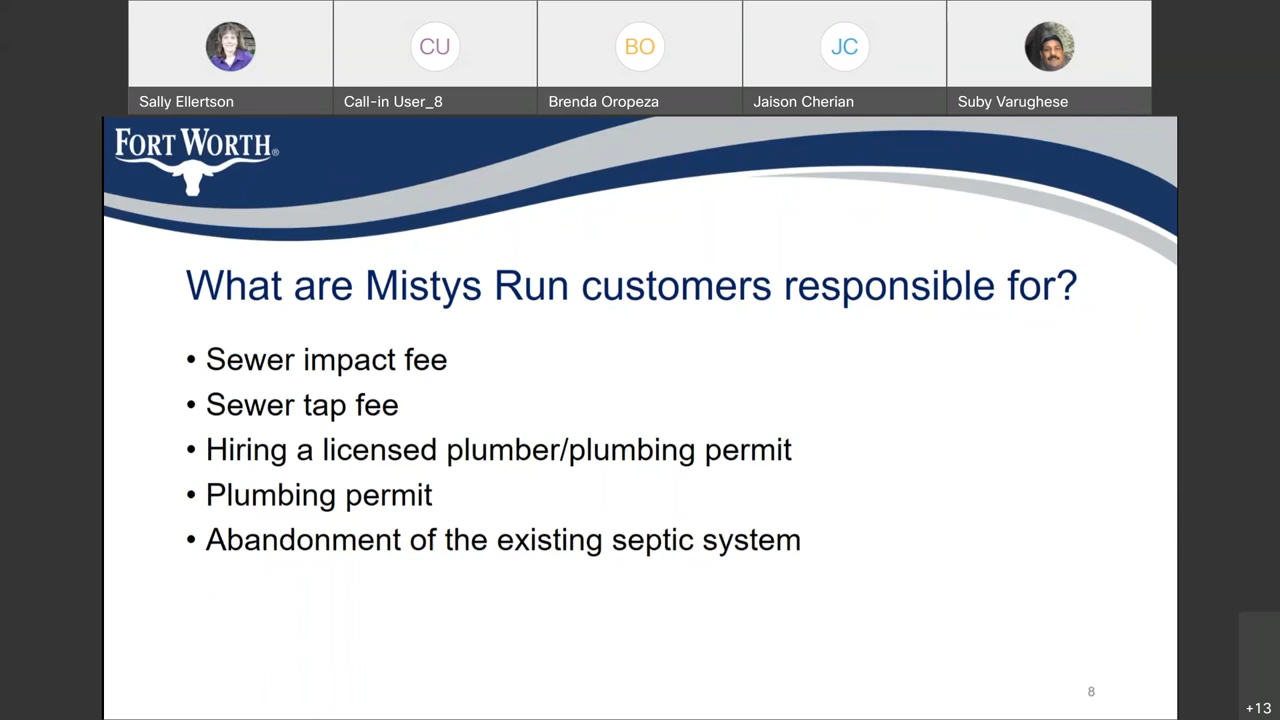 CU
BO
JC
Sally Ellertson
Call-in User_8
Brenda Oropeza
Jaison Cherian
Suby Varughese
FORT WORTH®
What are Mistys Run customers responsible for?
• Sewer impact fee
• Sewer tap fee
• Hiring a licensed plumber/plumbing permit
• Plumbing permit
• Abandonment of the existing septic system
8
+13